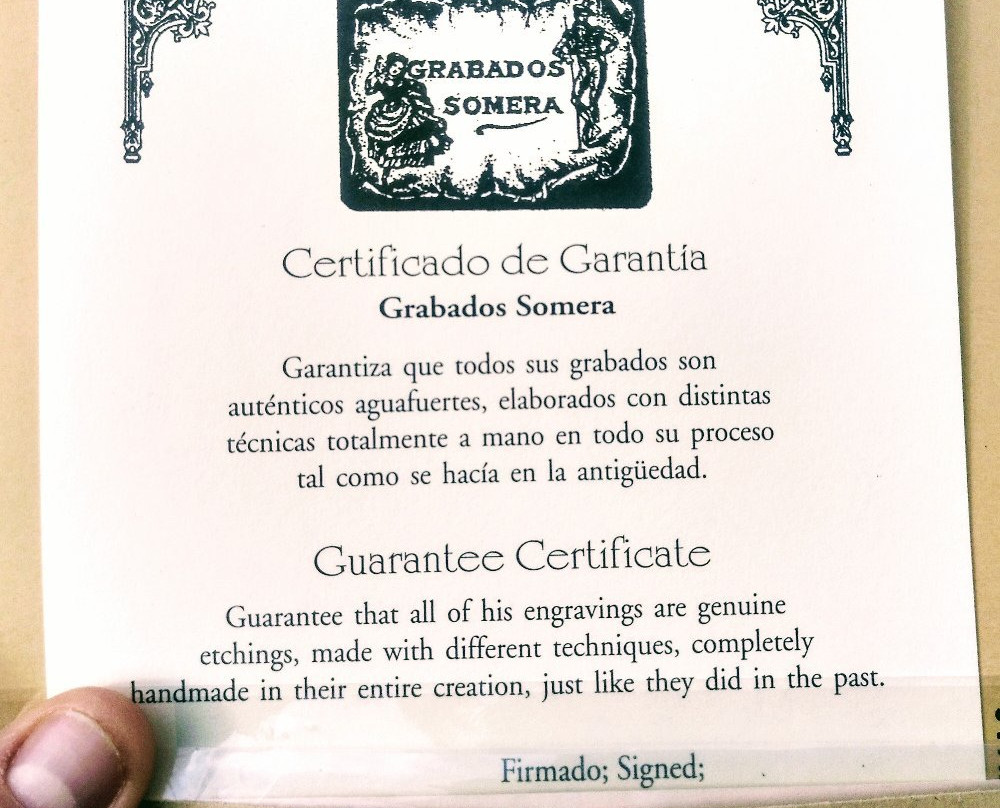 GRABADOS
SOMERA
Certificado de Garantía
Grabados Somera
Garantiza que todos sus grabados son
auténticos aguafuertes, elaborados con distintas
técnicas totalmente a mano en todo su proceso
tal como se hacía en la antigüedad.
Guarantee Certificate
Guarantee that all of his engravings are genuine
etchings, made with different techniques, completely
handmade in their entire creation, just like they did in the past.
Firmado; Signed;